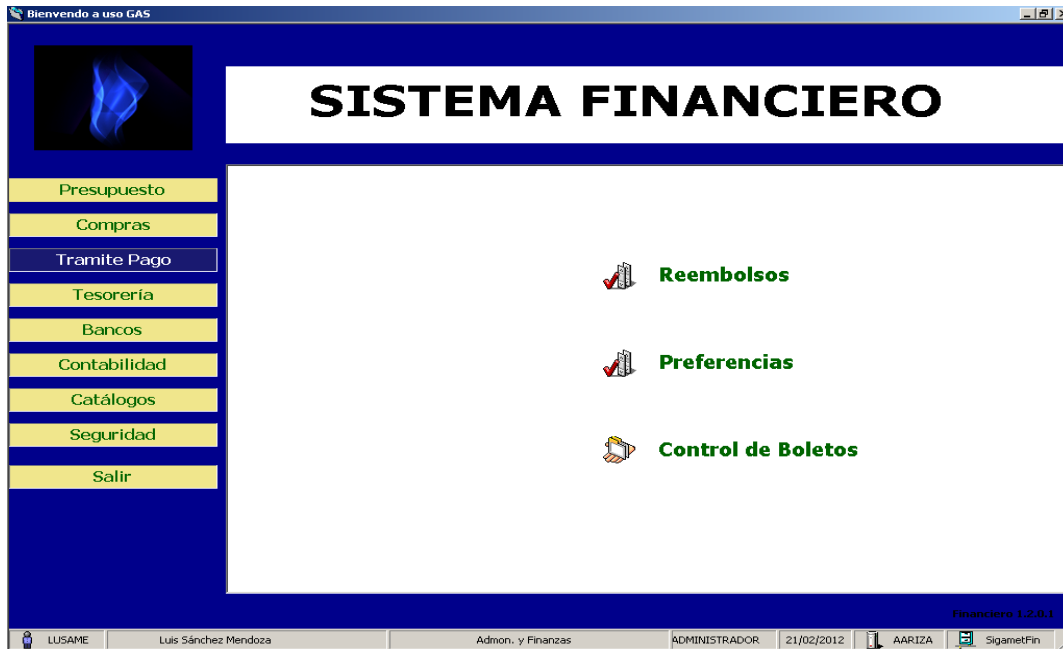 Bienvendo a uso GAS
SISTEMA FINANCIERO
Presupuesto
Compras
Tramite Pago
Tesorería
Bancos
Contabilidad
Catálogos
Seguridad
Salir
Reembolsos
Preferencias
Control de Boletos
Financiero 1.2.0.1
LUSAME Luis Sánchez Mendoza Admon. y Finanzas ADMINISTRADOR 21/02/2012 AARIZA SigametFin